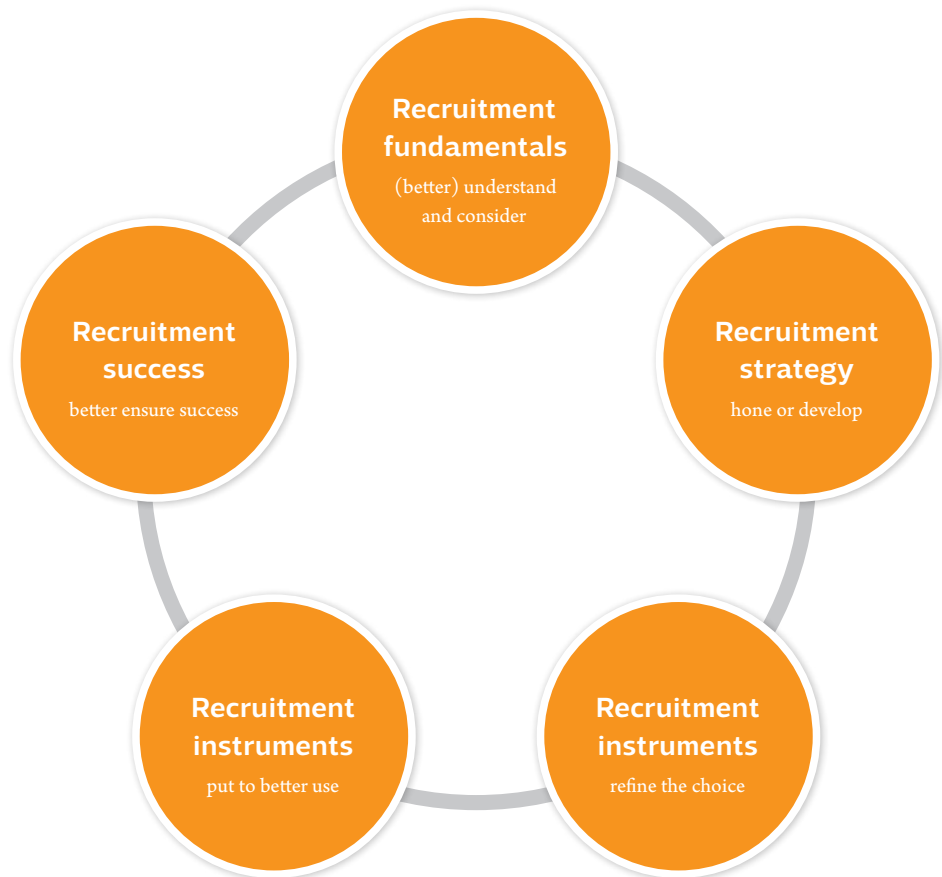 Recruitment
fundamentals
(better) understand
and consider
Recruitment
success
better ensure success
Recruitment
strategy
hone or develop
Recruitment
instruments
put to better use
Recruitment
instruments
refine the choice